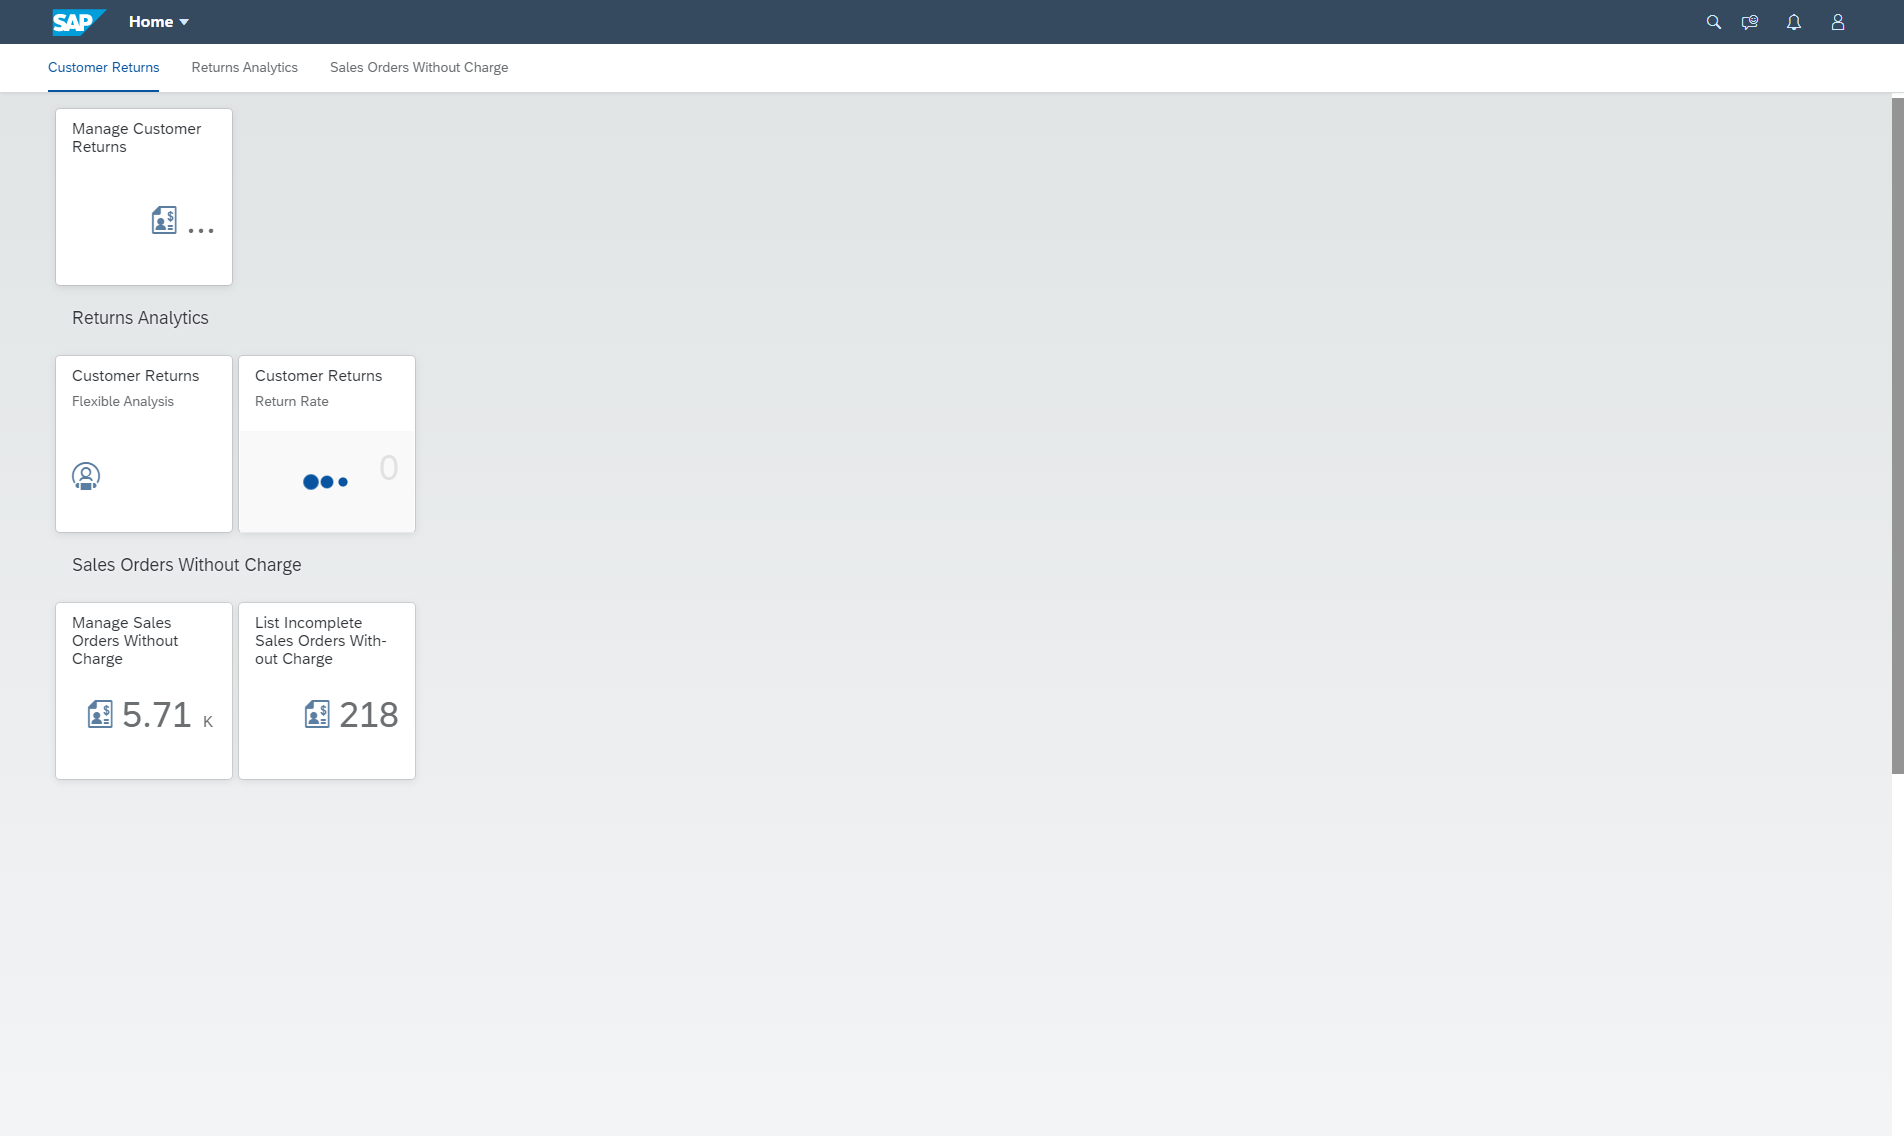 SAP Home
Customer Returns Returns Analytics Sales Orders Without Charge
Manage Customer
Returns
...
Returns Analytics
Customer Returns
Flexible Analysis
Customer Returns
Return Rate
0
Sales Orders Without Charge
Manage Sales
Orders Without
Charge
5.71 K
List Incomplete
Sales Orders With-
out Charge
218